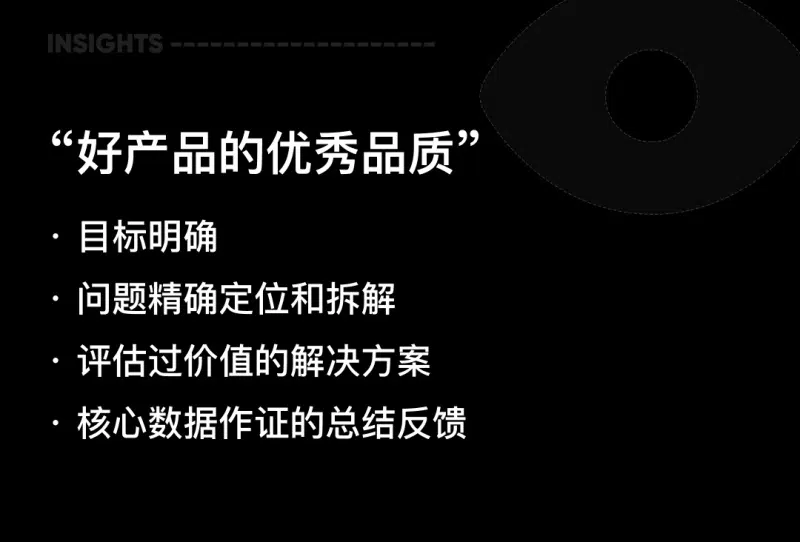 INSIGHTS --------------------
“好产品的优秀品质”
· 目标明确
· 问题精确定位和拆解
· 评估过价值的解决方案
· 核心数据作证的总结反馈